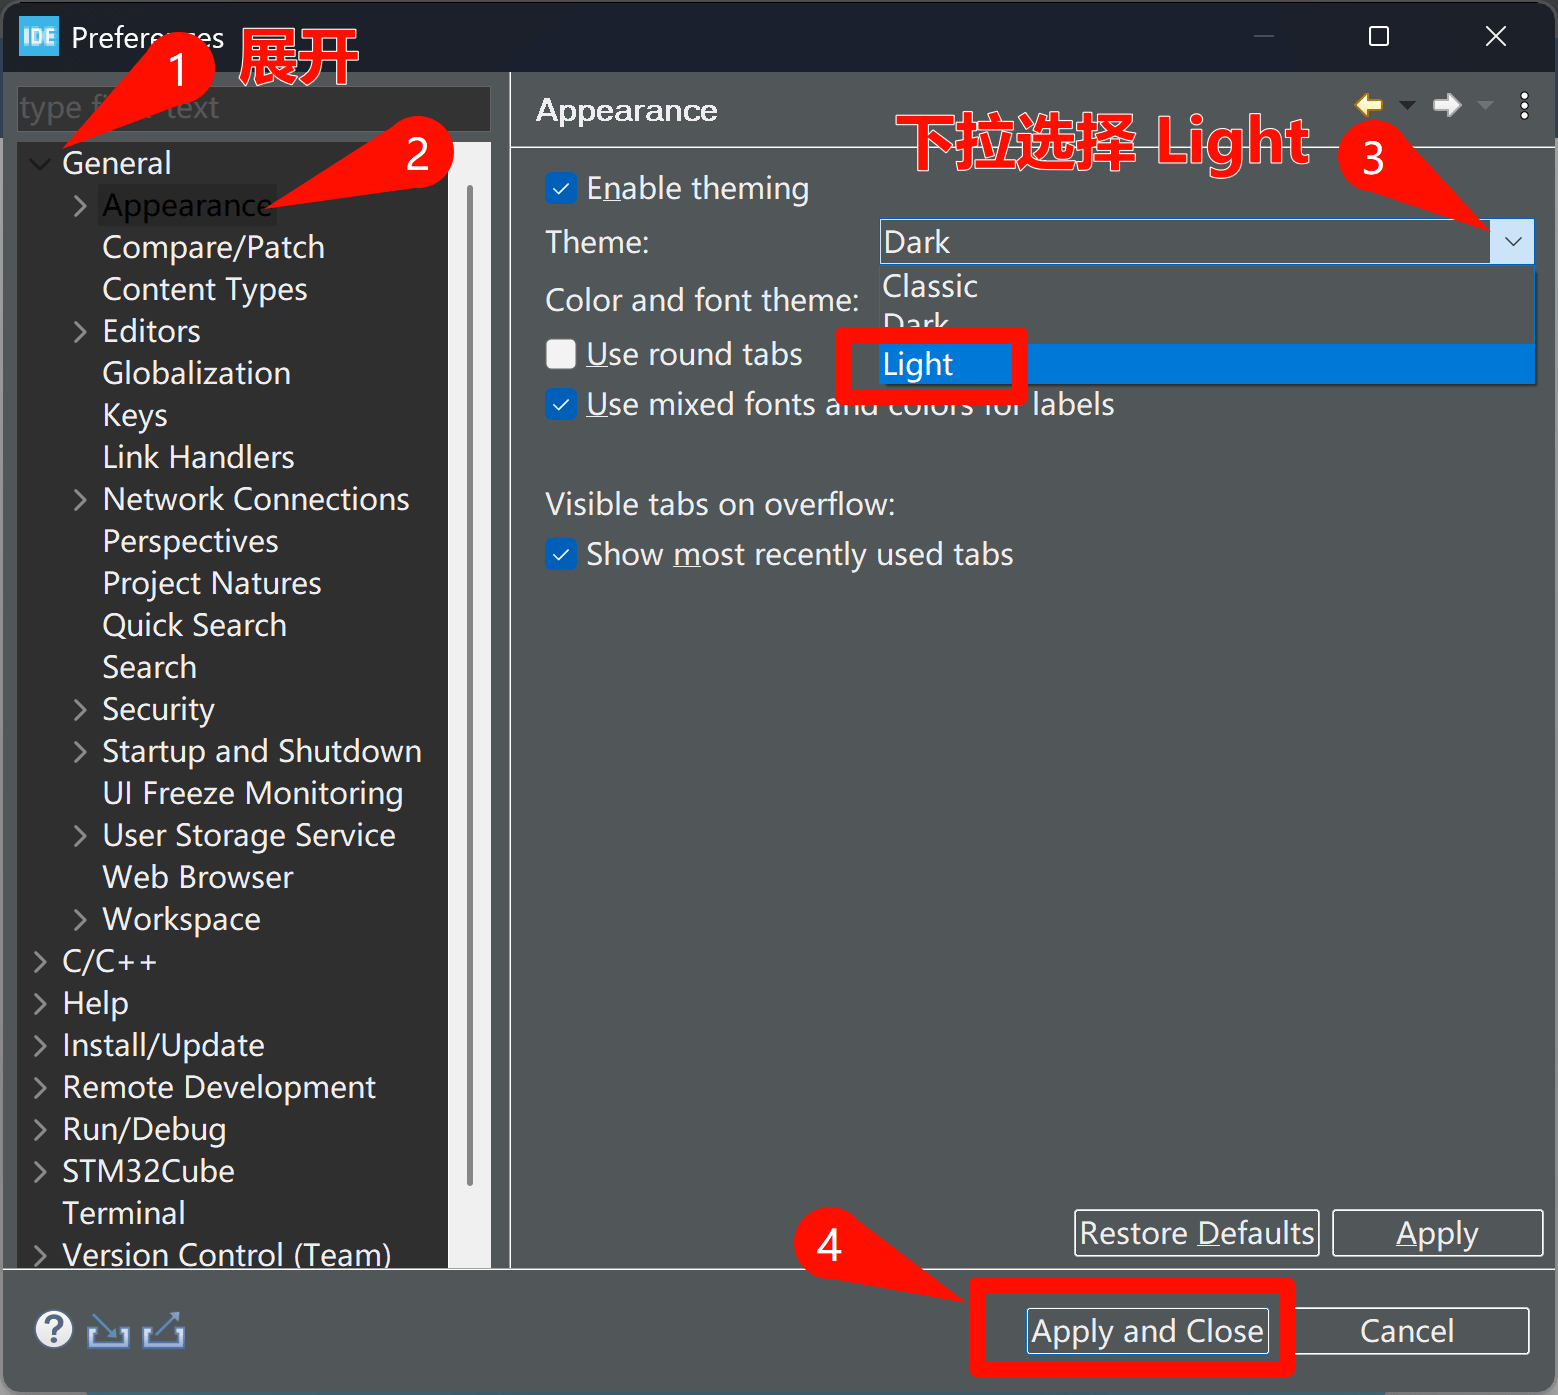 IDE Preferences
1 展开
type filter text
2
General
Appearance
Compare/Patch
Content Types
Editors
Globalization
Keys
Link Handlers
Network Connections
Perspectives
Project Natures
Quick Search
Search
Security
Startup and Shutdown
UI Freeze Monitoring
User Storage Service
Web Browser
Workspace
C/C++
Help
Install/Update
Remote Development
Run/Debug
STM32Cube
Terminal
Version Control (Team)
Appearance
下拉选择 Light
3
Enable theming
Theme:
Dark
Classic
Dark
Light
Color and font theme:
Use round tabs
Use mixed fonts and colors for labels
Visible tabs on overflow:
Show most recently used tabs
Restore Defaults
Apply
4
?
Apply and Close
Cancel